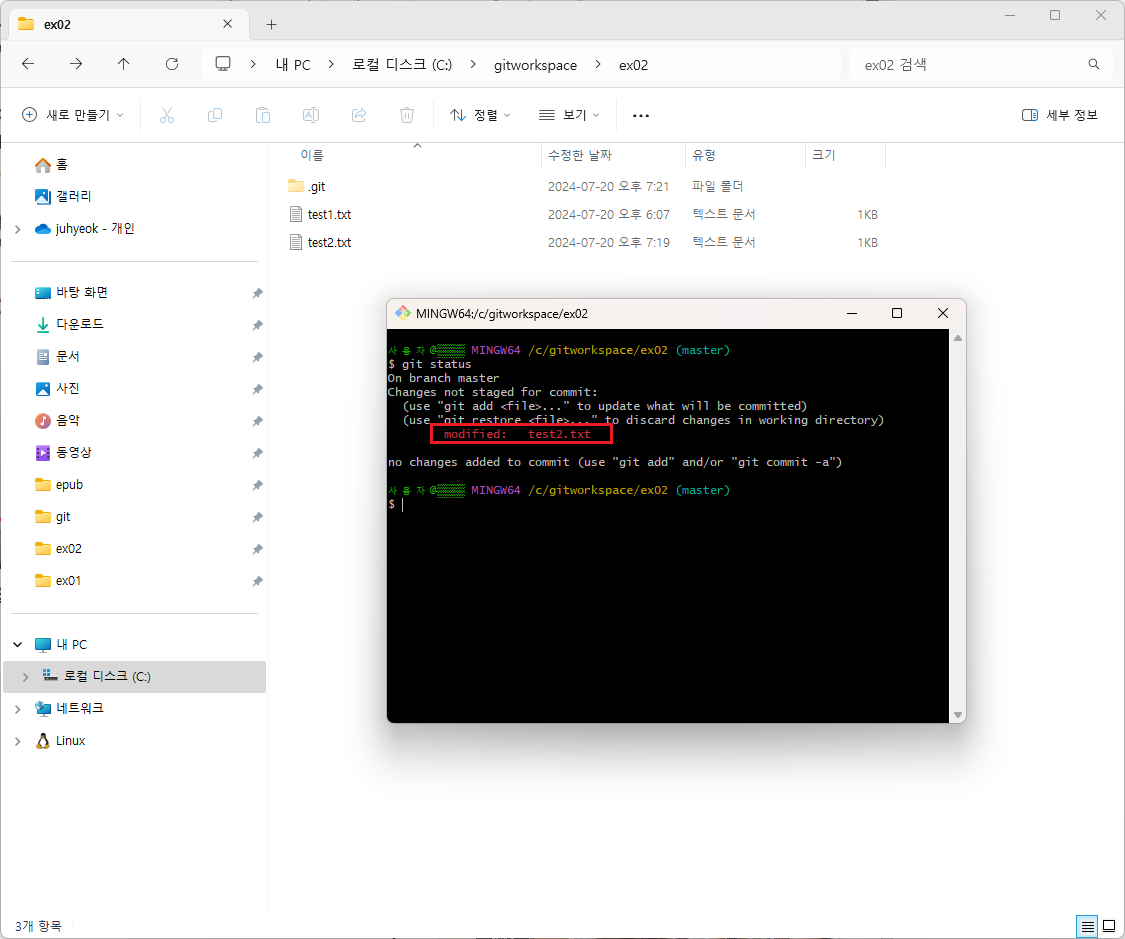 ex02
내 PC
로컬 디스크 (C:)
gitworkspace
ex02
ex02 검색
새로 만들기
정렬
보기
세부 정보
이름
수정한 날짜
유형
크기
.git
2024-07-20 오후 7:21
파일 폴더
test1.txt
2024-07-20 오후 6:07
텍스트 문서
1KB
test2.txt
2024-07-20 오후 7:19
텍스트 문서
1KB
홈
갤러리
juhyeok - 개인
바탕 화면
다운로드
문서
사진
음악
동영상
epub
git
ex02
ex01
내 PC
로컬 디스크 (C:)
네트워크
Linux
MINGW64:/c/gitworkspace/ex02
사용자@ MINGW64 /c/gitworkspace/ex02 (master)
$ git status
On branch master
Changes not staged for commit:
(use "git add <file>..." to update what will be committed)
(use "git restore <file>..." to discard changes in working directory)
modified: test2.txt
no changes added to commit (use "git add" and/or "git commit -a")
사용자@ MINGW64 /c/gitworkspace/ex02 (master)
$
3개 항목